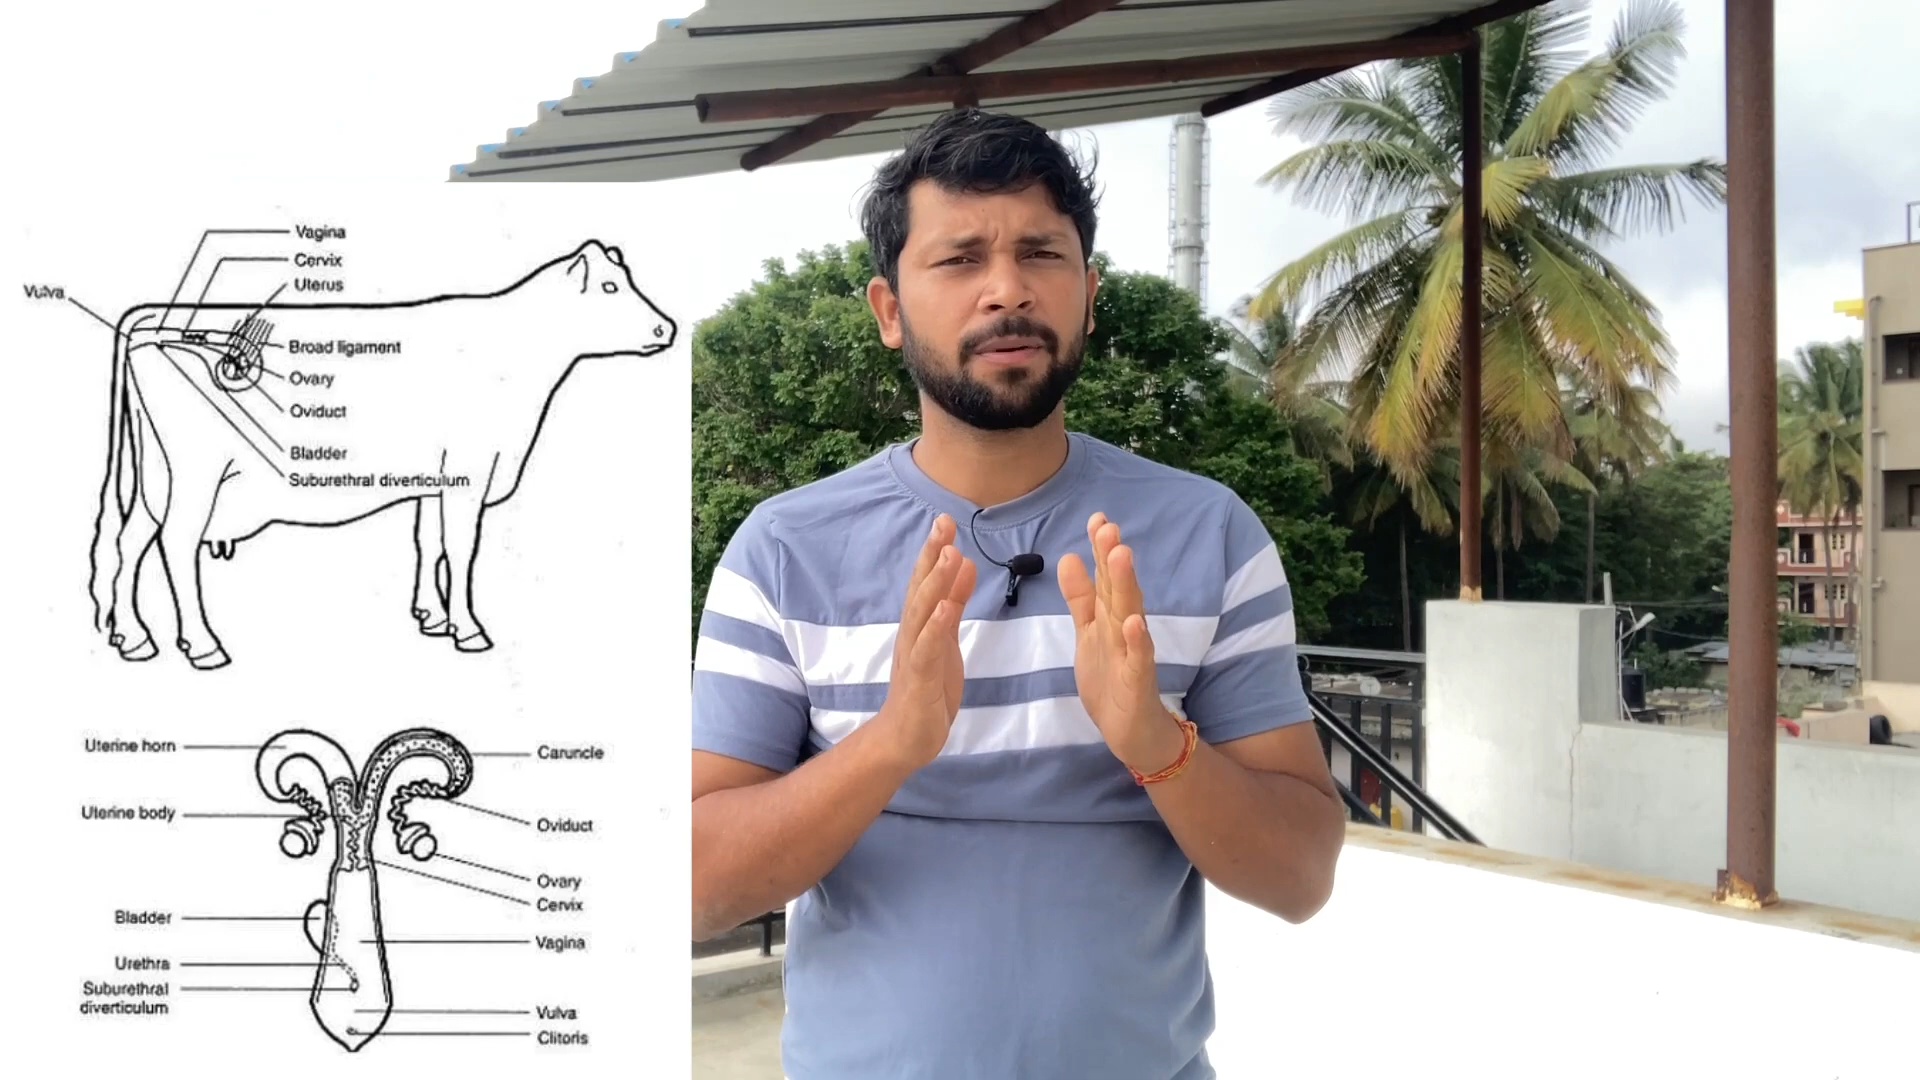 Vagina
Cervix
Uterus
Vulva
Broad ligament
Ovary
Oviduct
Bladder
Suburethral diverticulum
Uterine horn
Caruncle
Uterine body
Oviduct
Ovary
Cervix
Bladder
Vagina
Urethra
Suburethral
diverticulum
Vulva
Clitoris